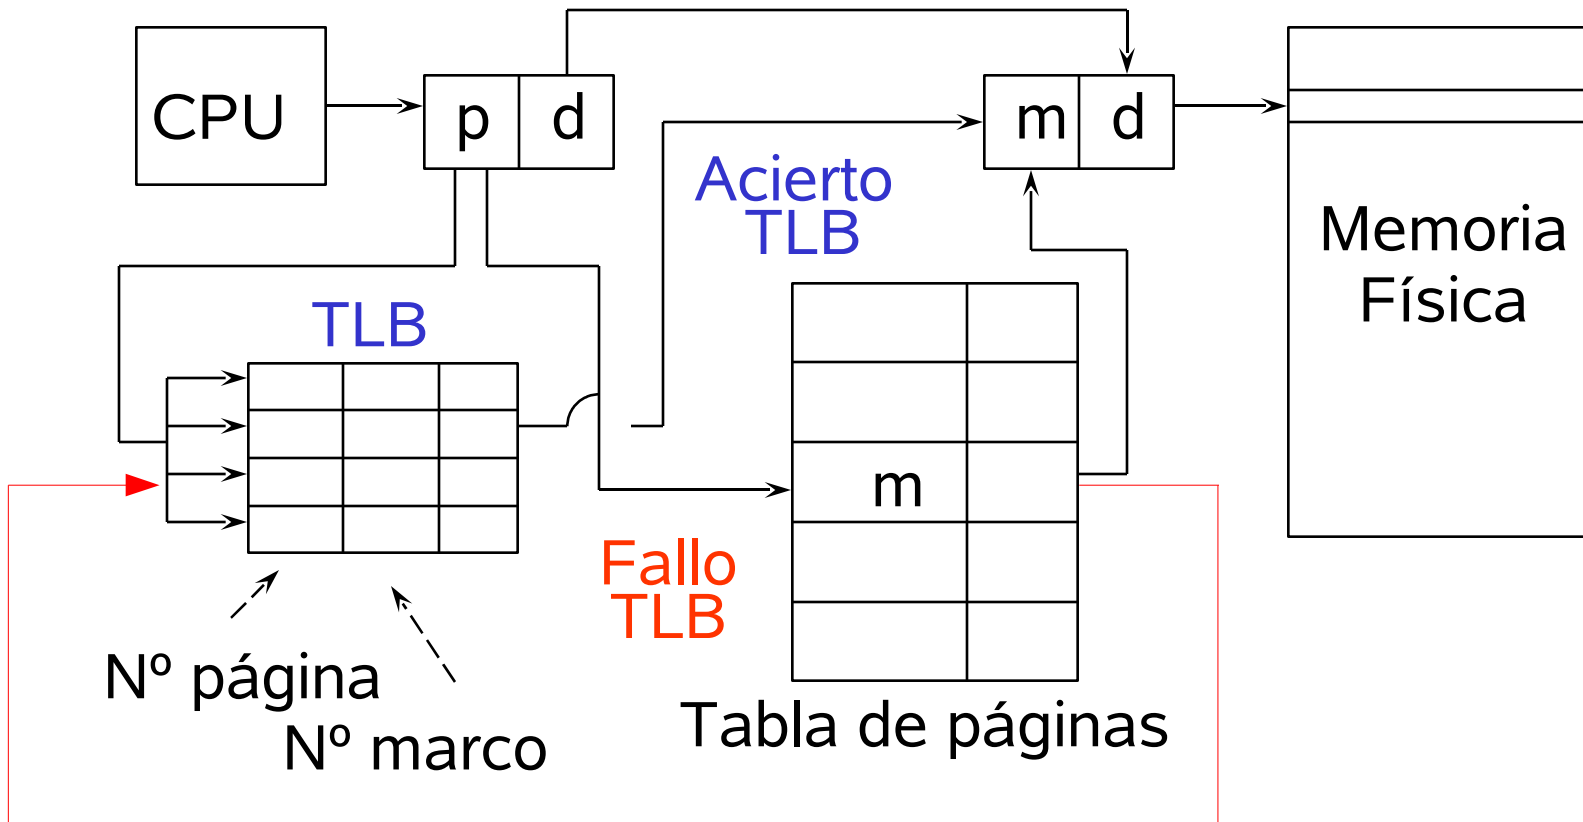 CPU
p
d
m
d
Acierto
TLB
Memoria
Física
TLB
m
Fallo
TLB
Nº página
Nº marco
Tabla de páginas